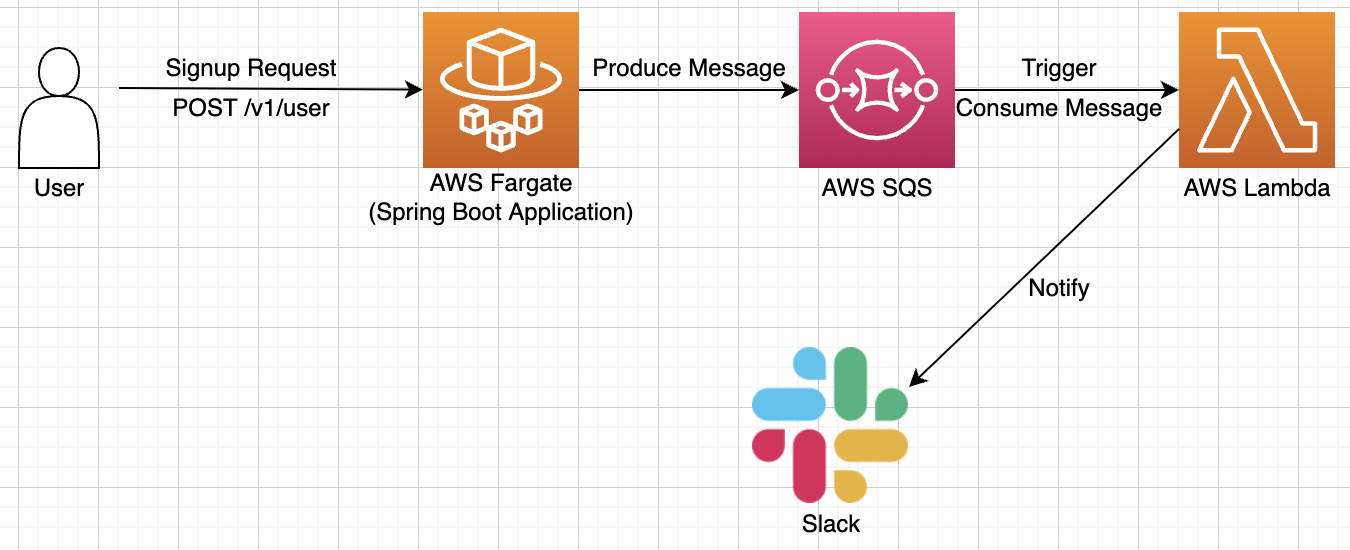 Signup Request
POST /v1/user
User
AWS Fargate
(Spring Boot Application)
Produce Message
AWS SQS
Trigger
Consume Message
AWS Lambda
Notify
Slack